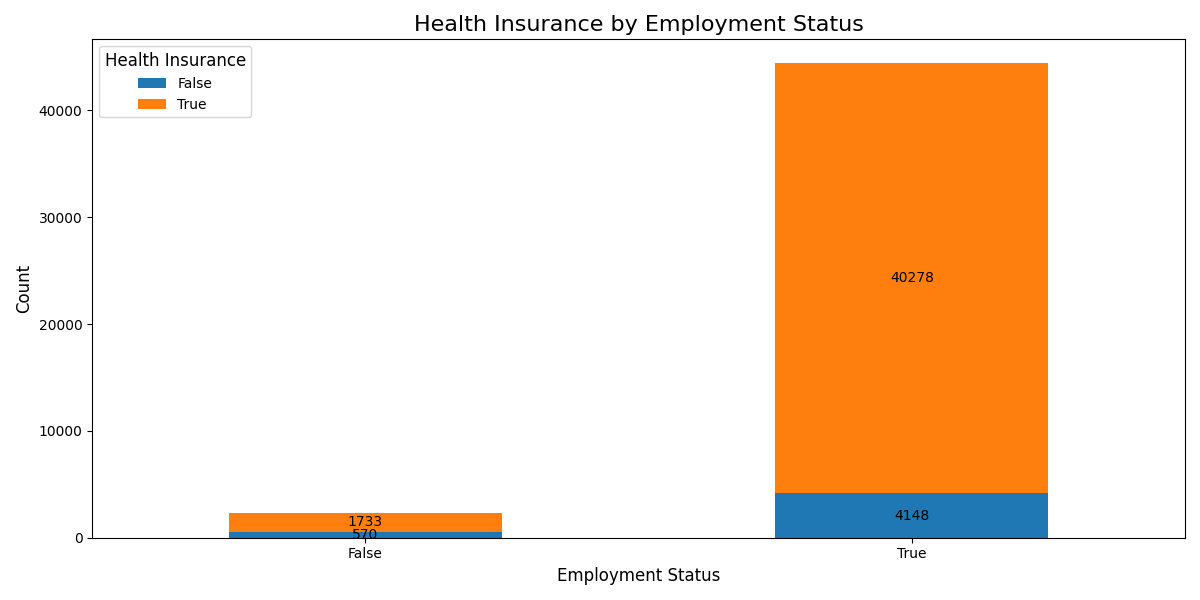 Health Insurance by Employment Status
Health Insurance
False
True
Count
40000
30000
20000
10000
0
1733
570
40278
4148
False
True
Employment Status